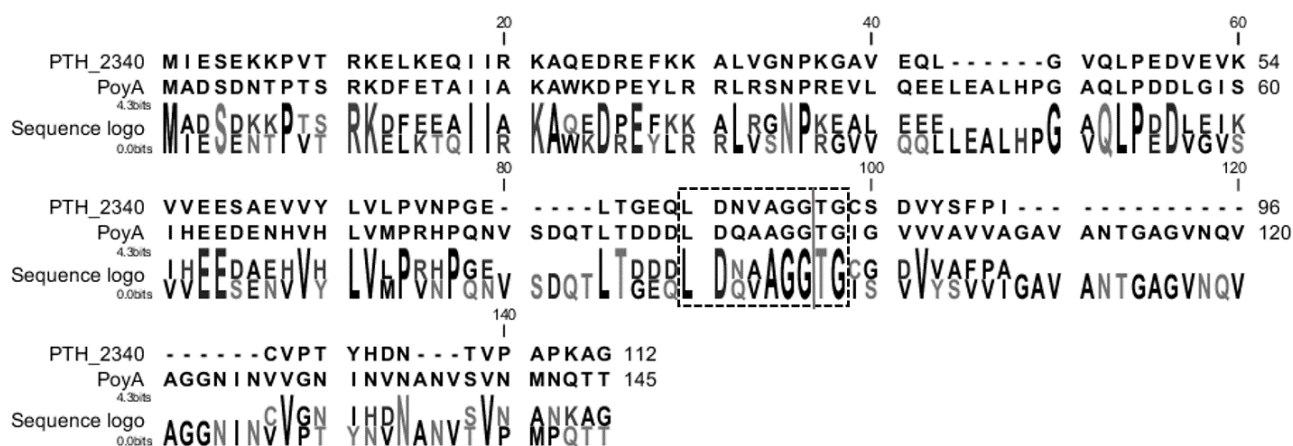 20 40 60
PTH_2340 MIESEKKPVT RKELKEQIIR KAQEDREFKK ALVGNPKGAV EQL------G VQLPEDVEVK 54
PoyA MADSDNTPTS RKDFETAIIA KAWKDPEYLR RLRSNPREVL QEELEALHPG AQLPDDLGIS 60
4.3bits
Sequence logo
0.0bits
80 100 120
PTH_2340 VVEESAEVVY LVLPVNPGE- ----LTGEQL DNVAGGTGCS DVYSFPI--- ---------- 96
PoyA IHEEDENHVH LVMPRHPQNV SDQTLTDDDL DQAAGGTGIG VVVAVVAGAV ANTGAGVNQV 120
4.3bits
Sequence logo
0.0bits
140
PTH_2340 ------CVPT YHDN---TVP APKAG 112
PoyA AGGNINVVGN INVNANVSVN MNQTT 145
4.3bits
Sequence logo
0.0bits